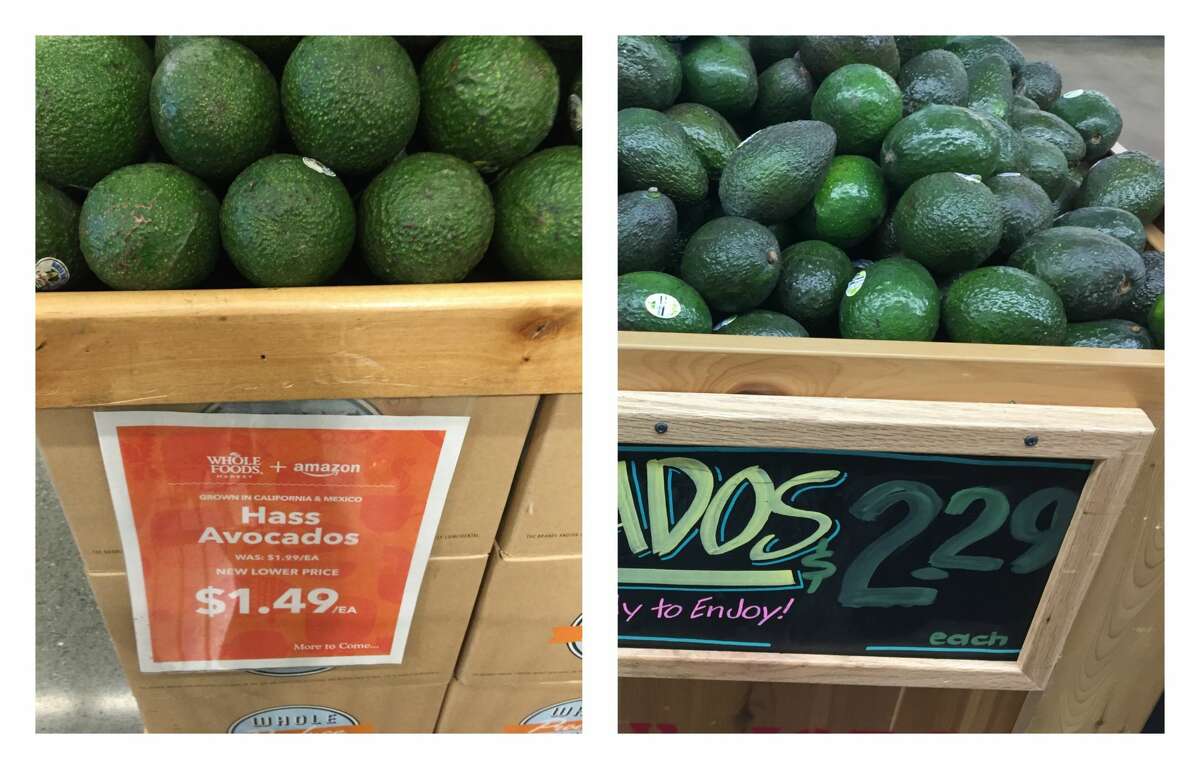 WHOLE FOODS MARKET + amazon
GROWN IN CALIFORNIA & MEXICO
Hass
Avocados
WAS: $1.99/EA
NEW LOWER PRICE
$1.49/EA
More to Come...
WHOLE
ADOS $2.29
y to Enjoy!
each